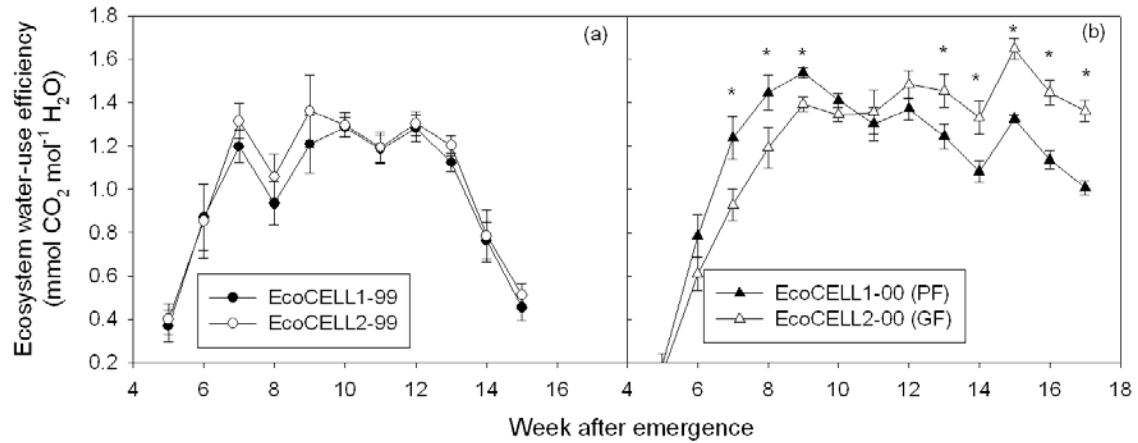 Ecosystem water-use efficiency
(mmol CO₂ mol⁻¹ H₂O)
1.8
1.6
1.4
1.2
1.0
0.8
0.6
0.4
0.2
(a)
EcoCELL1-99
EcoCELL2-99
4 6 8 10 12 14 16
(b)
* * * * * * * *
EcoCELL1-00 (PF)
EcoCELL2-00 (GF)
4 6 8 10 12 14 16 18
Week after emergence